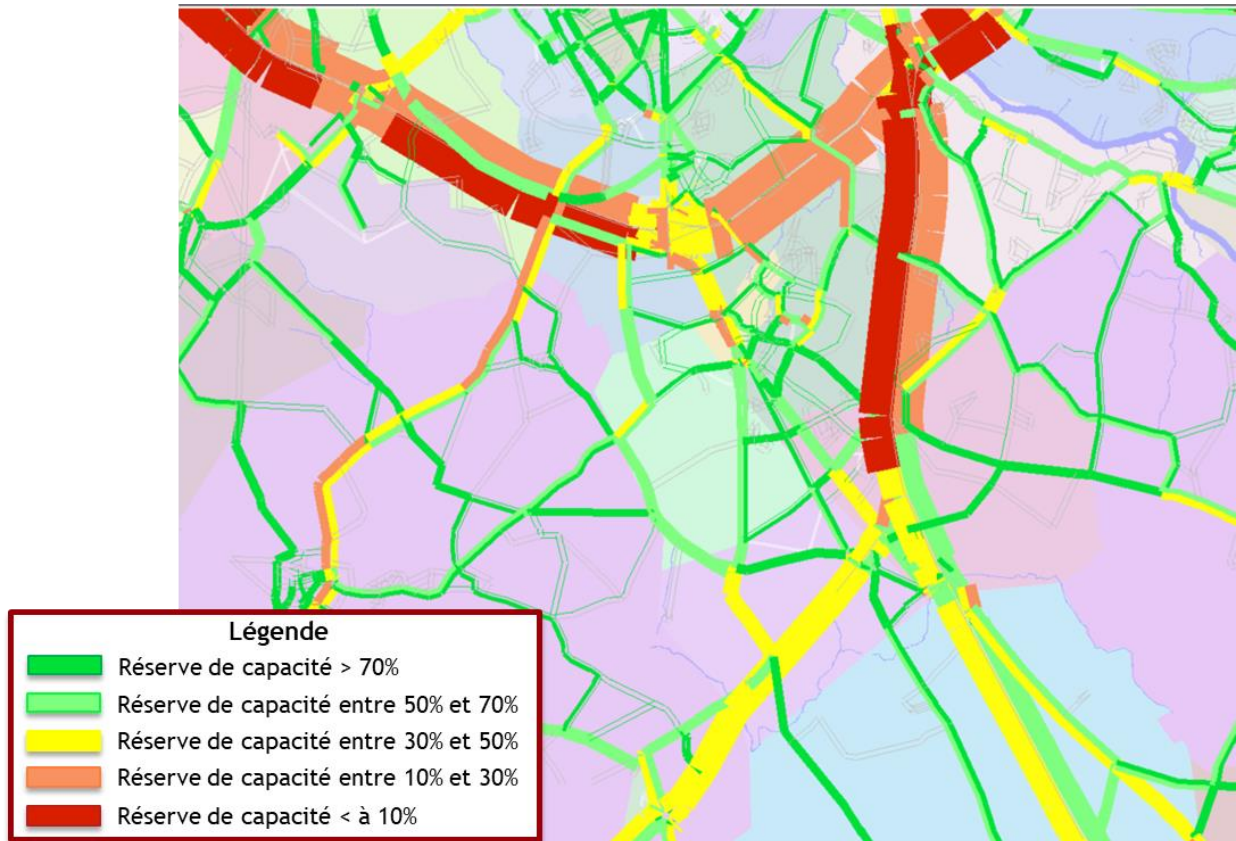 Légende
Réserve de capacité > 70%
Réserve de capacité entre 50% et 70%
Réserve de capacité entre 30% et 50%
Réserve de capacité entre 10% et 30%
Réserve de capacité < à 10%